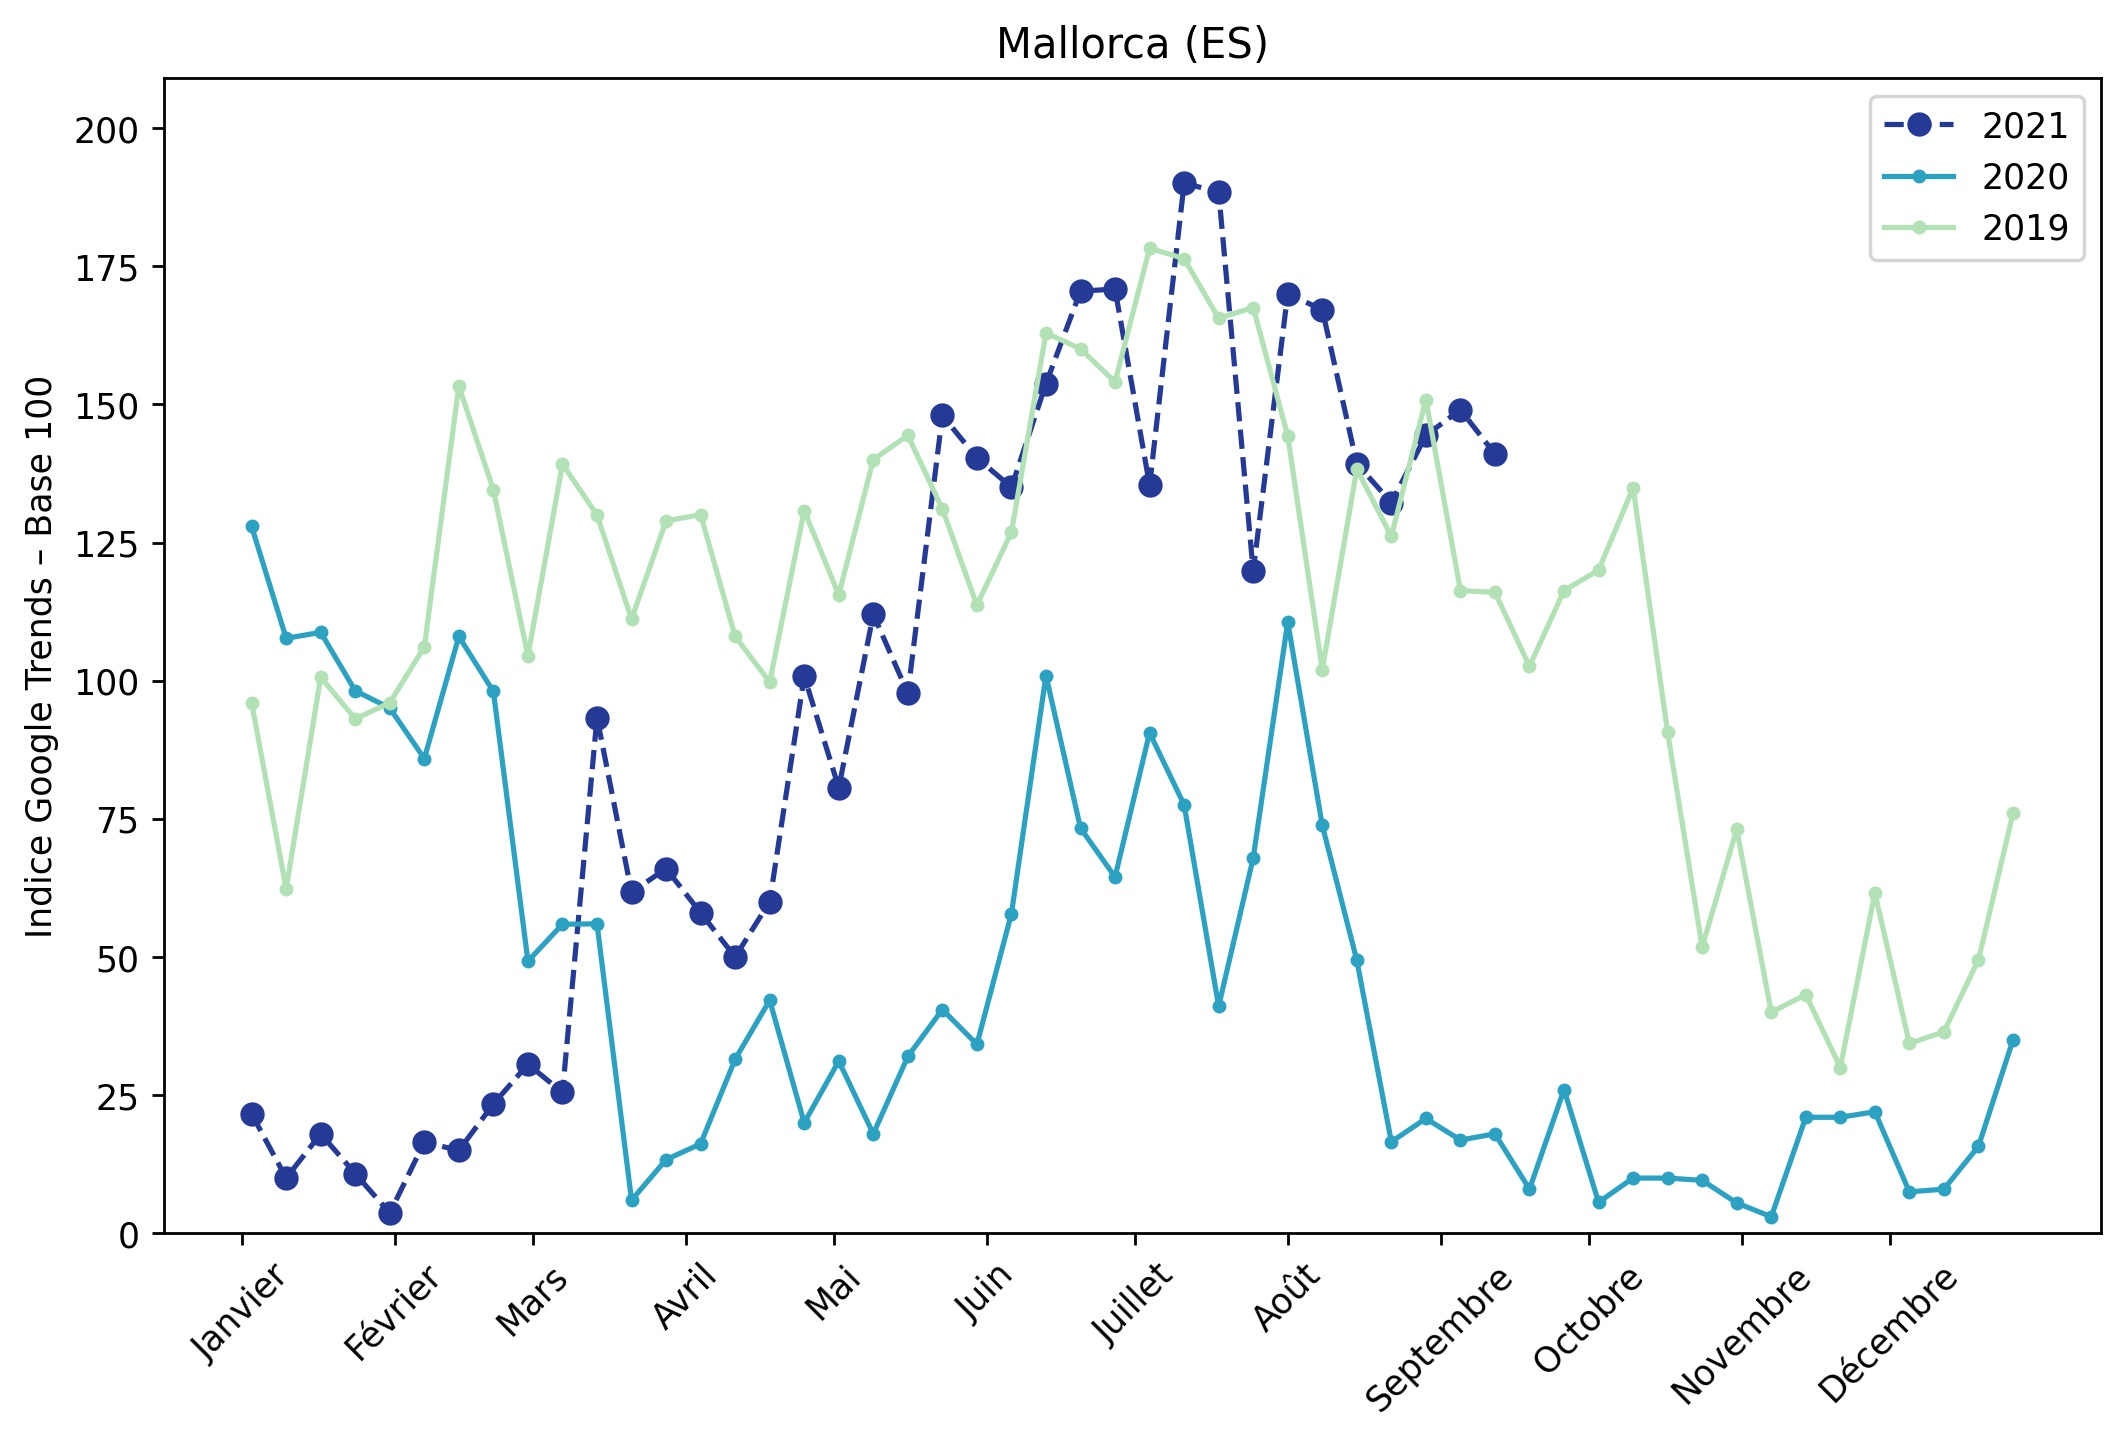 Mallorca (ES)
2021
2020
2019
Indice Google Trends – Base 100
200
175
150
125
100
75
50
25
0
Janvier
Février
Mars
Avril
Mai
Juin
Juillet
Août
Septembre
Octobre
Novembre
Décembre